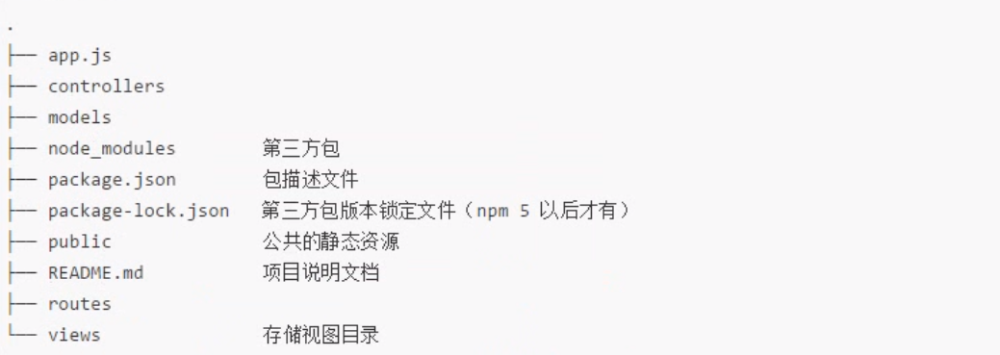 .
├── app.js
├── controllers
├── models
├── node_modules 第三方包
├── package.json 包描述文件
├── package-lock.json 第三方包版本锁定文件（npm 5 以后才有）
├── public 公共的静态资源
├── README.md 项目说明文档
├── routes
└── views 存储视图目录